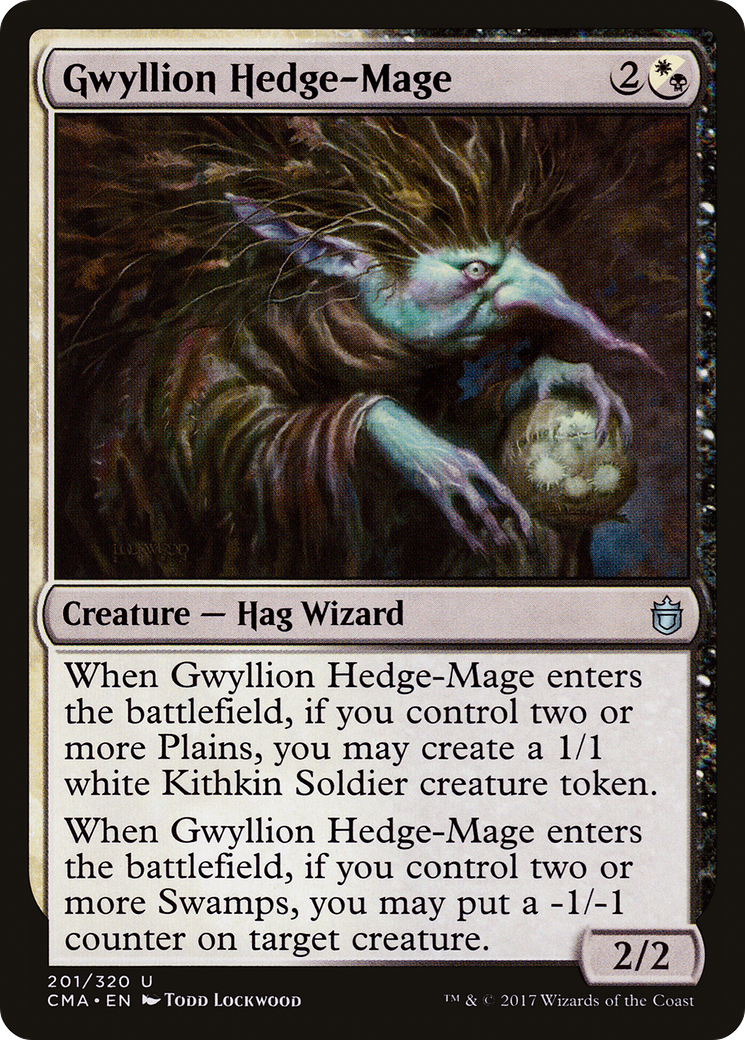 Gwyllion Hedge-Mage 2
LOCKWOOD
Creature — Hag Wizard
When Gwyllion Hedge-Mage enters
the battlefield, if you control two or
more Plains, you may create a 1/1
white Kithkin Soldier creature token.
When Gwyllion Hedge-Mage enters
the battlefield, if you control two or
more Swamps, you may put a -1/-1
counter on target creature.
2/2
201/320 U
CMA • EN Todd Lockwood ™ & © 2017 Wizards of the Coast